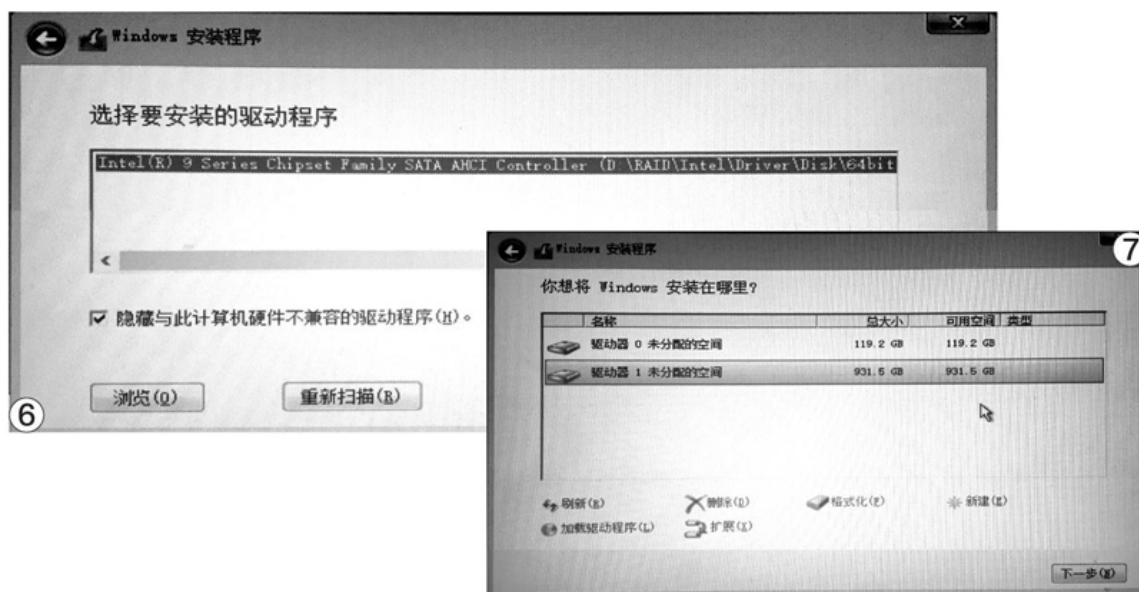 Windows 安装程序
选择要安装的驱动程序
Intel(R) 9 Series Chipset Family SATA AHCI Controller (D \RAID\Intel\Driver\Disk\64bit
隐藏与此计算机硬件不兼容的驱动程序(M)。
浏览(O)
重新扫描(R)
⑥
⑦
Windows 安装程序
你想将 Windows 安装在哪里?
名称 总大小 可用空间 类型
驱动器 0 未分配的空间 119.2 GB 119.2 GB
驱动器 1 未分配的空间 931.5 GB 931.5 GB
刷新(R) 删除(D) 格式化(F) 新建(E)
加载驱动程序(L) 扩展(X)
下一步(N)